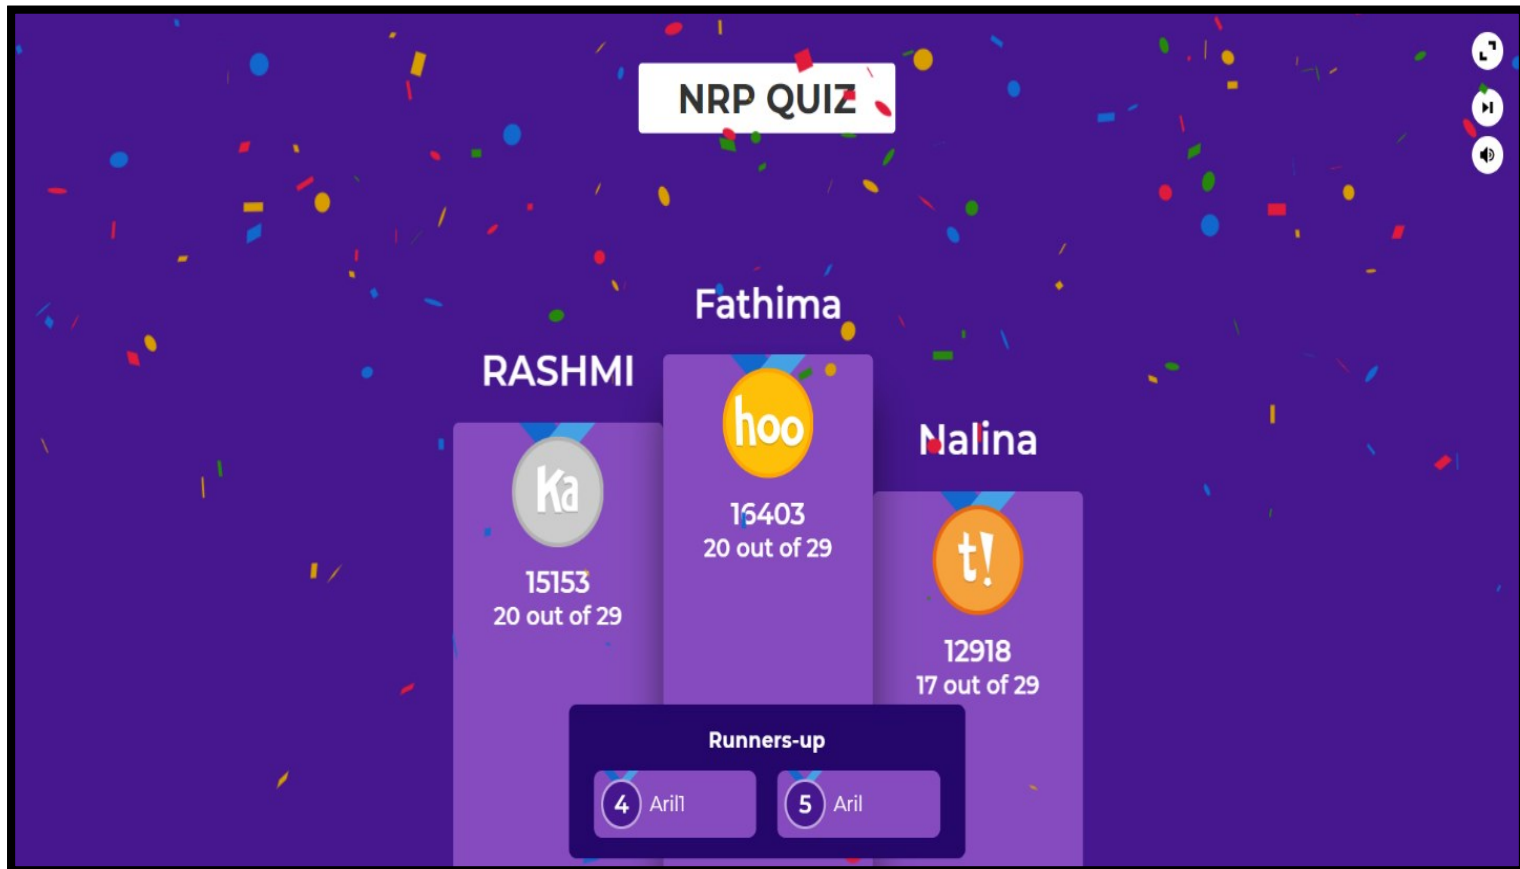 NRP QUIZ
Fathima
hoo
16403
20 out of 29
RASHMI
Ka
15153
20 out of 29
Nalina
t!
12918
17 out of 29
Runners-up
4 Aril1
5 Aril